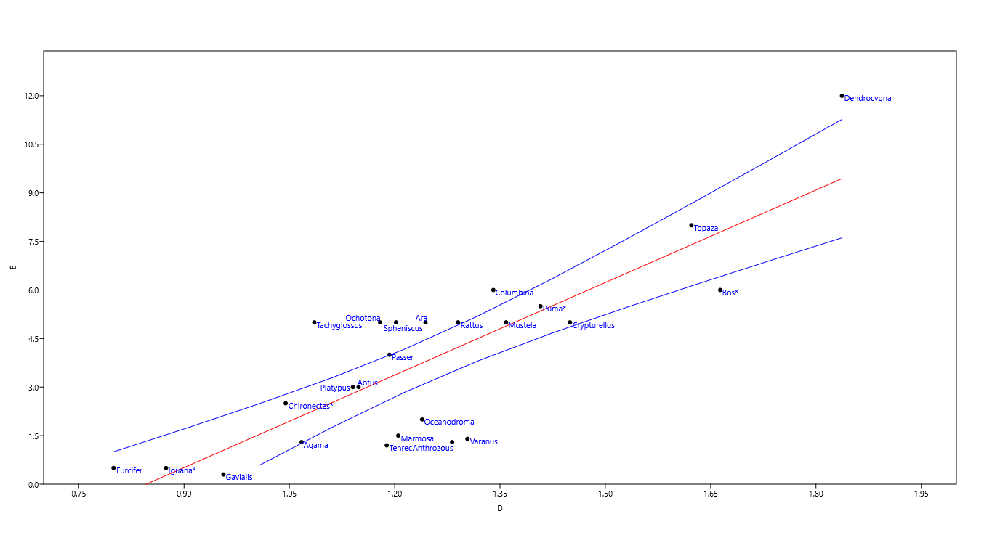 12.0
Dendrocygna
10.5
9.0
Topaza
7.5
E
6.0
Columbina
Bos*
Puma*
Ochotona
Ara
Tachyglossus
Spheniscus
Rattus
Mustela
Crypturellus
4.5
Passer
3.0
Platypus
Aotus
Chironectes*
Oceanodroma
1.5
Marmosa
Varanus
Agama
Tenrec
Anthrozous
Furcifer
Iguana*
Gavialis
0.0
0.75 0.90 1.05 1.20 1.35 1.50 1.65 1.80 1.95
D